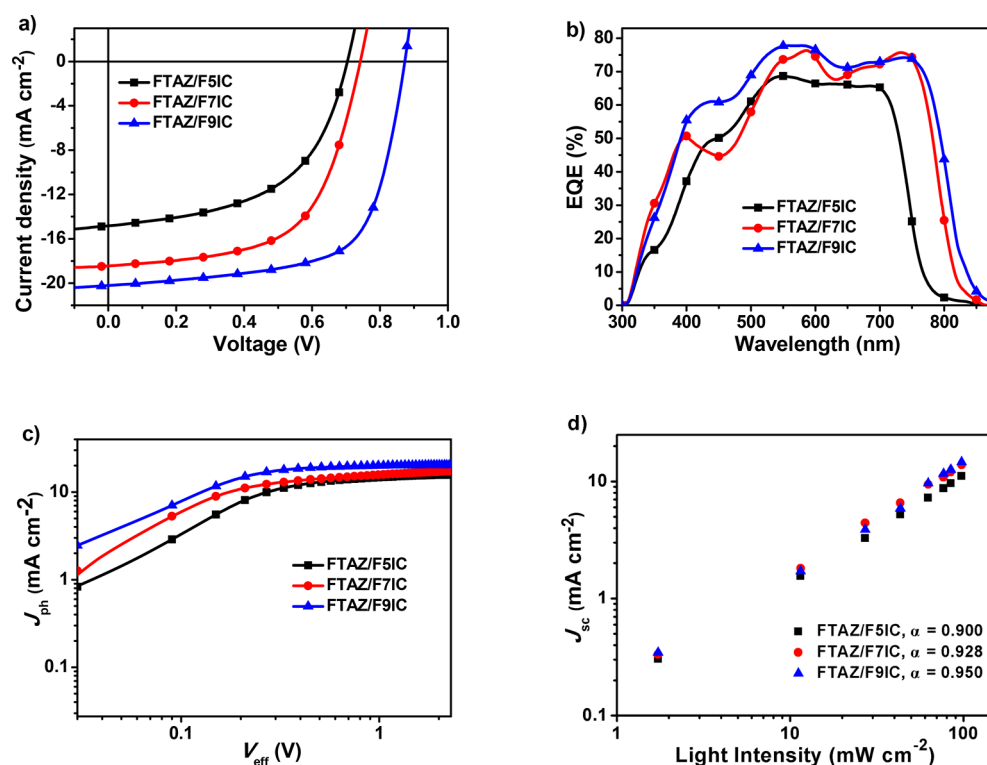 a)
0
-4
-8
-12
-16
-20
Current density (mA cm⁻²)
FTAZ/F5IC
FTAZ/F7IC
FTAZ/F9IC
0.0 0.2 0.4 0.6 0.8 1.0
Voltage (V)
b)
80
70
60
50
40
30
20
10
0
EQE (%)
FTAZ/F5IC
FTAZ/F7IC
FTAZ/F9IC
300 400 500 600 700 800
Wavelength (nm)
c)
10
1
0.1
Jph (mA cm⁻²)
FTAZ/F5IC
FTAZ/F7IC
FTAZ/F9IC
0.1 1
Veff (V)
d)
10
1
0.1
Jsc (mA cm⁻²)
FTAZ/F5IC, α = 0.900
FTAZ/F7IC, α = 0.928
FTAZ/F9IC, α = 0.950
1 10 100
Light Intensity (mW cm⁻²)